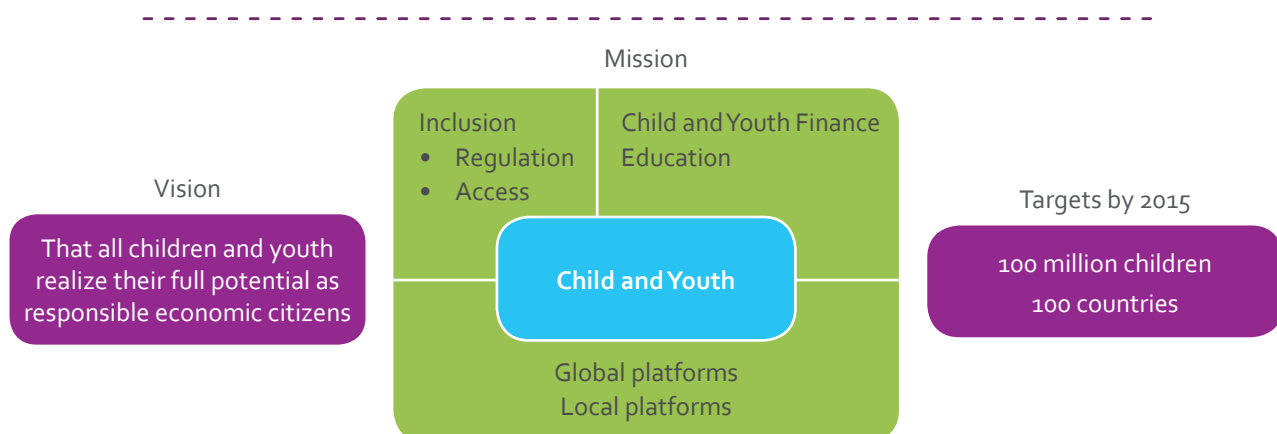 Mission
Inclusion
• Regulation
• Access
Child and Youth Finance
Education
Vision
That all children and youth
realize their full potential as
responsible economic citizens
Child and Youth
Targets by 2015
100 million children
100 countries
Global platforms
Local platforms